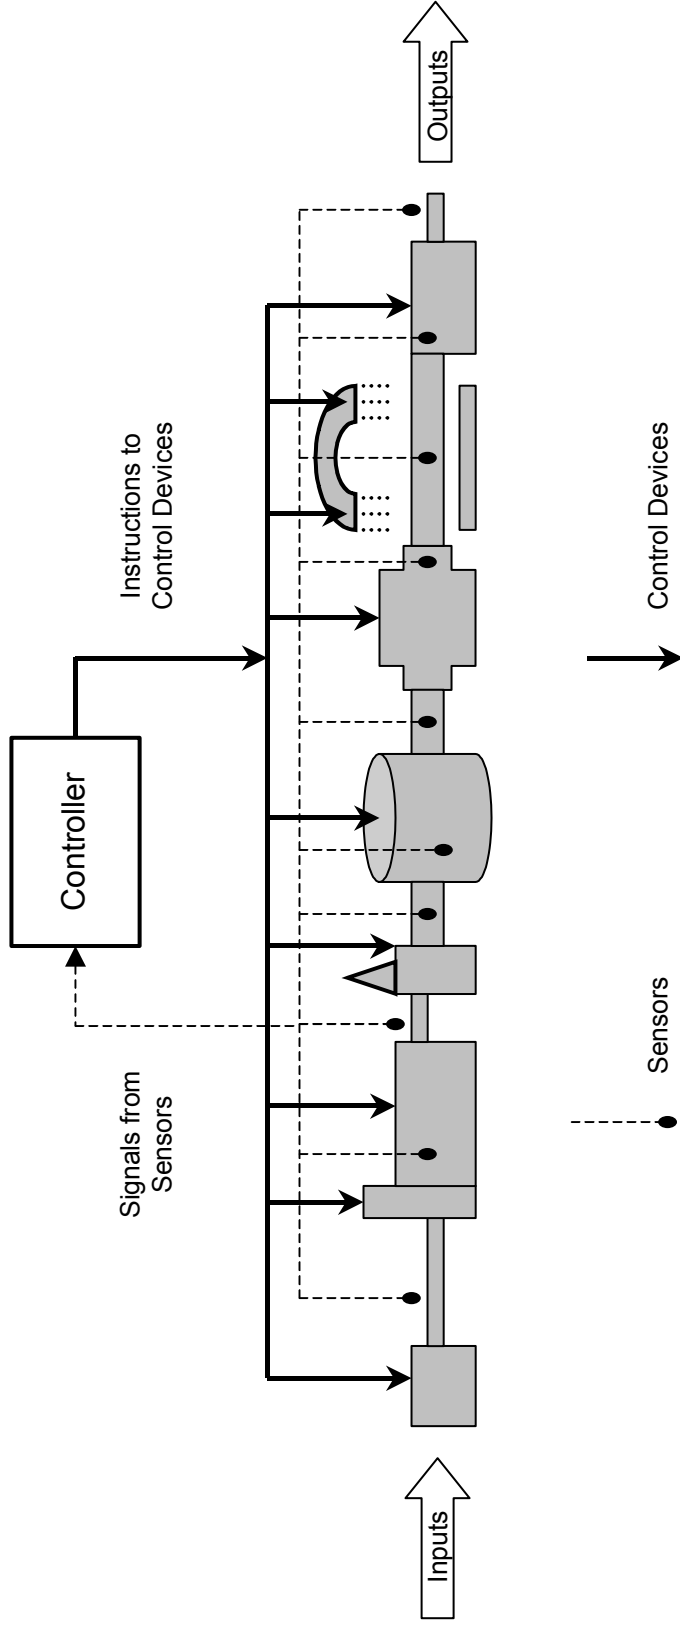 Controller
Instructions to
Control Devices
Signals from
Sensors
Inputs
Outputs
Sensors
Control Devices